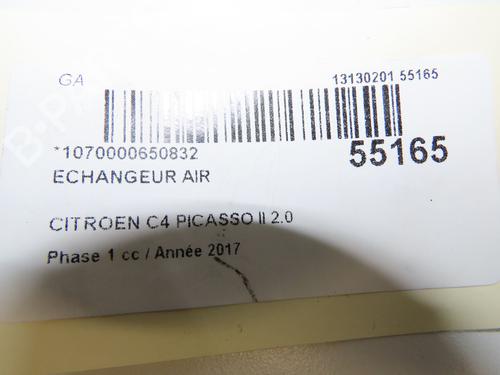 GA
13130201 55165
*1070000650832
55165
ECHANGEUR AIR
CITROEN C4 PICASSO II 2.0
Phase 1 cc / Année 2017